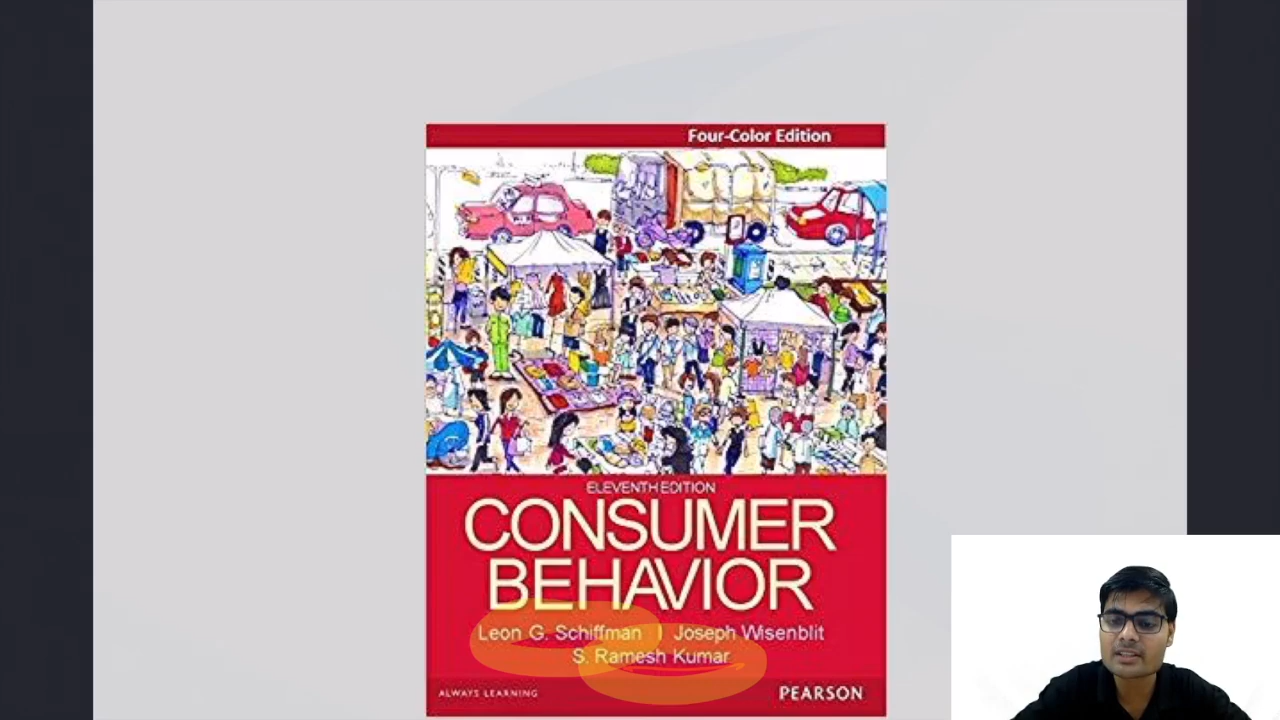 Four-Color Edition
ELEVENTH EDITION
CONSUMER
BEHAVIOR
Leon G. Schiffman | Joseph Wisenblit
S. Ramesh Kumar
ALWAYS LEARNING
PEARSON